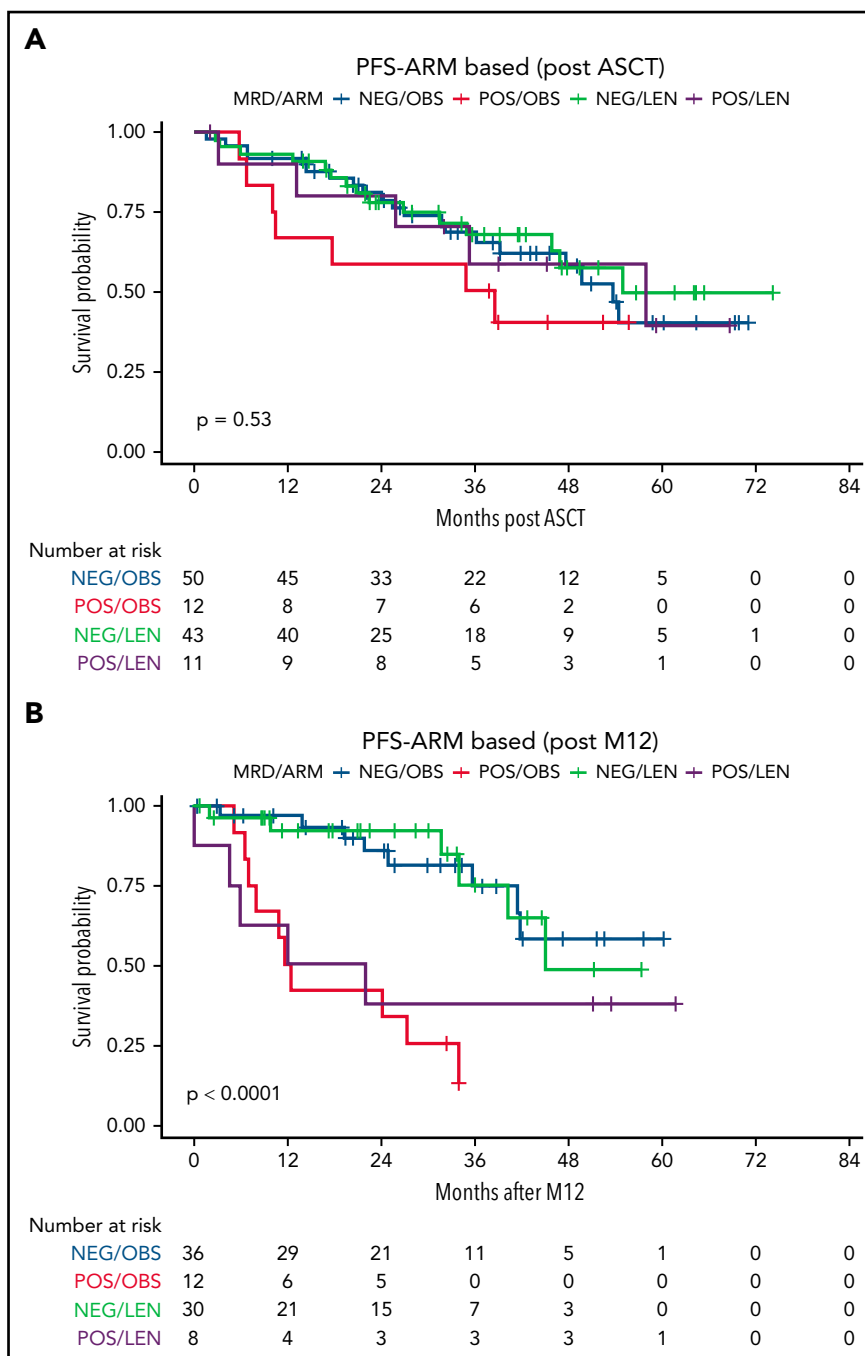 A
PFS-ARM based (post ASCT)
MRD/ARM NEG/OBS POS/OBS NEG/LEN POS/LEN
1.00
0.75
0.50
0.25
0.00
Survival probability
p = 0.53
0 12 24 36 48 60 72 84
Months post ASCT
Number at risk
NEG/OBS 50 45 33 22 12 5 0 0
POS/OBS 12 8 7 6 2 0 0 0
NEG/LEN 43 40 25 18 9 5 1 0
POS/LEN 11 9 8 5 3 1 0 0
B
PFS-ARM based (post M12)
MRD/ARM NEG/OBS POS/OBS NEG/LEN POS/LEN
1.00
0.75
0.50
0.25
0.00
Survival probability
p < 0.0001
0 12 24 36 48 60 72 84
Months after M12
Number at risk
NEG/OBS 36 29 21 11 5 1 0 0
POS/OBS 12 6 5 0 0 0 0 0
NEG/LEN 30 21 15 7 3 0 0 0
POS/LEN 8 4 3 3 3 1 0 0